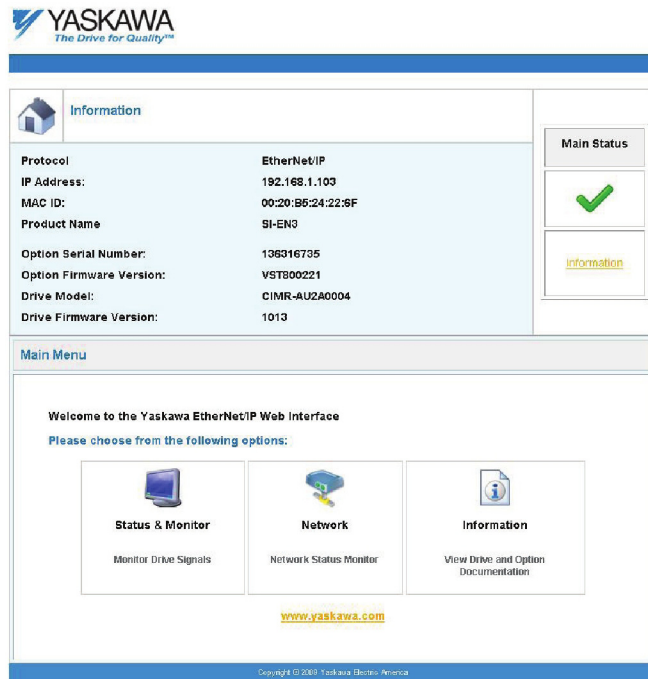 YASKAWA
The Drive for Quality™
Information
Main Status
Protocol EtherNet/IP
IP Address: 192.168.1.103
MAC ID: 00:20:B5:24:22:6F
Product Name SI-EN3
Information
Option Serial Number: 136316735
Option Firmware Version: VST800221
Drive Model: CIMR-AU2A0004
Drive Firmware Version: 1013
Main Menu
Welcome to the Yaskawa EtherNet/IP Web Interface
Please choose from the following options:
Status & Monitor Network Information
Monitor Drive Signals Network Status Monitor View Drive and Option
Documentation
www.yaskawa.com
Copyright © 2009 Yaskawa Electric America